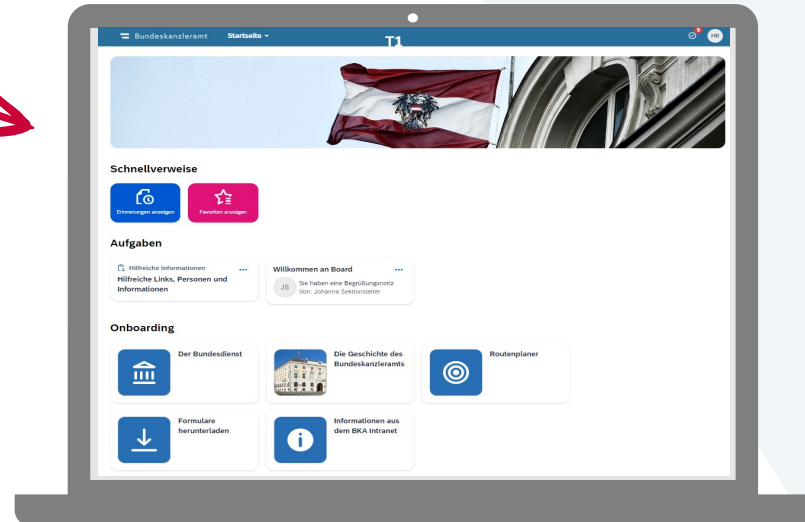 Bundeskanzleramt Startseite
T1
HB
Schnellverweise
Erinnerungen anzeigen
Favoriten anzeigen
Aufgaben
Hilfreiche Informationen
Hilfreiche Links, Personen und
Informationen
Willkommen an Board
JS
Sie haben eine Begrüßungsnotiz
Von: Johanna Sektionsleiter
Onboarding
Der Bundesdienst
Die Geschichte des
Bundeskanzleramts
Routenplaner
Formulare
herunterladen
Informationen aus
dem BKA Intranet